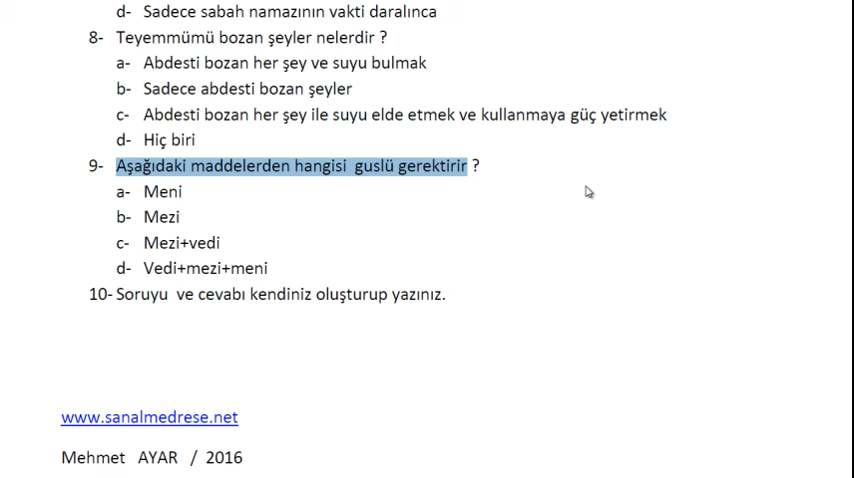 d- Sadece sabah namazının vakti daralınca
8- Teyemmümü bozan şeyler nelerdir ?
a- Abdesti bozan her şey ve suyu bulmak
b- Sadece abdesti bozan şeyler
c- Abdesti bozan her şey ile suyu elde etmek ve kullanmaya güç yetirmek
d- Hiç biri
9- Aşağıdaki maddelerden hangisi guslü gerektirir ?
a- Meni
b- Mezi
c- Mezi+vedi
d- Vedi+mezi+meni
10- Soruyu ve cevabı kendiniz oluşturup yazınız.
www.sanalmedrese.net
Mehmet AYAR / 2016